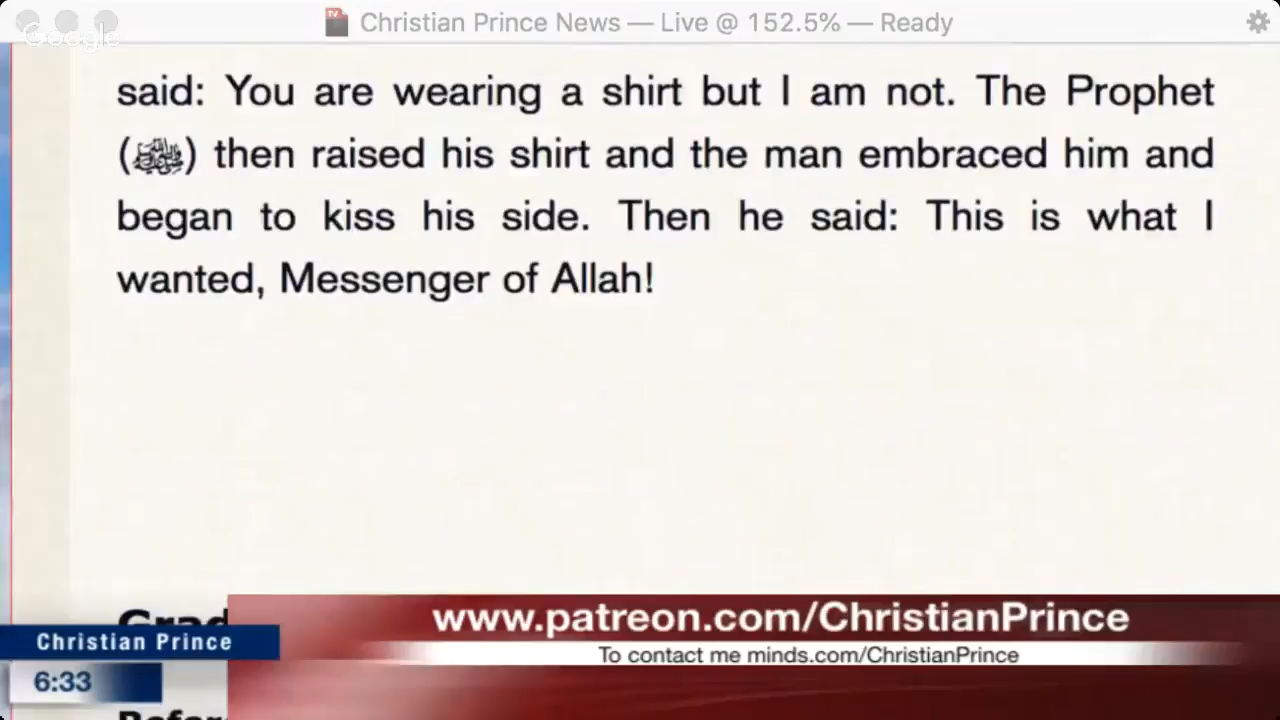 Christian Prince News — Live @ 152.5% — Ready
Google
said: You are wearing a shirt but I am not. The Prophet
(ﷺ) then raised his shirt and the man embraced him and
began to kiss his side. Then he said: This is what I
wanted, Messenger of Allah!
Grad
www.patreon.com/ChristianPrince
Christian Prince
To contact me minds.com/ChristianPrince
6:33